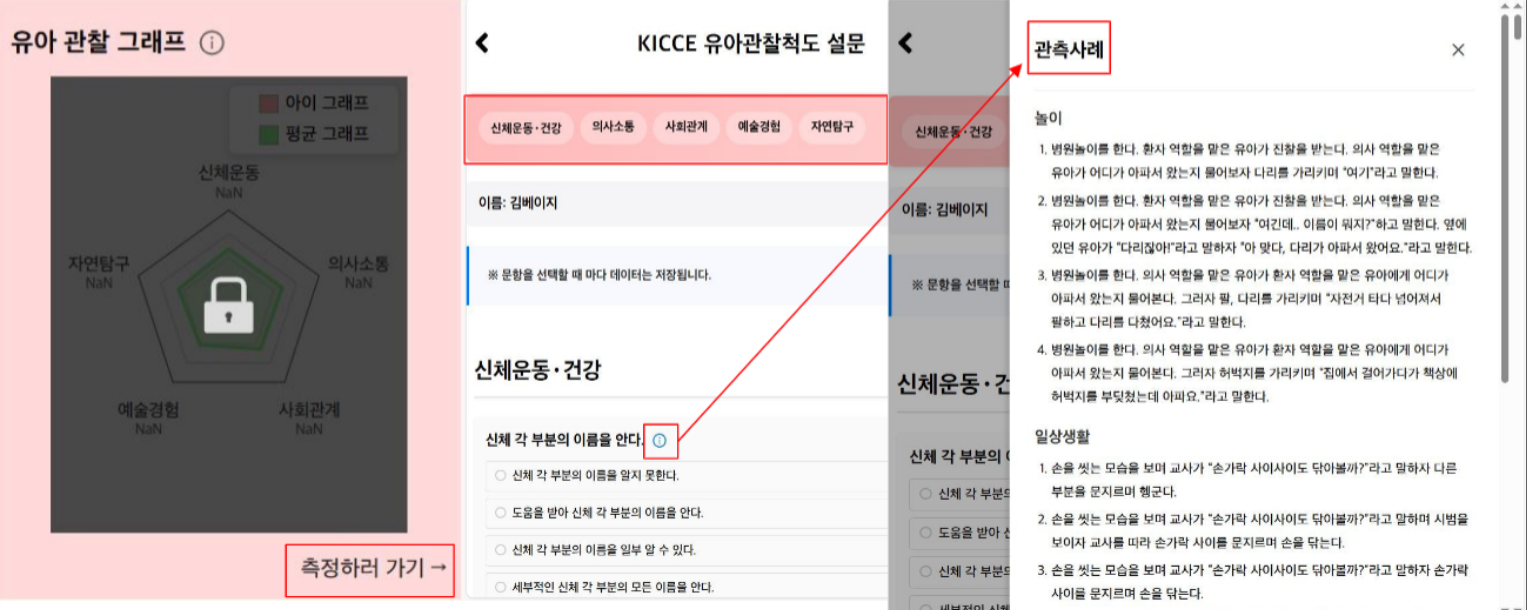 유아 관찰 그래프 ⓘ
아이 그래프
평균 그래프
신체운동
NaN
자연탐구
NaN
의사소통
NaN
예술경험
NaN
사회관계
NaN
측정하러 가기 →
KICCE 유아관찰척도 설문
신체운동·건강
의사소통
사회관계
예술경험
자연탐구
이름: 김베이지
※ 문항을 선택할 때 마다 데이터는 저장됩니다.
신체운동·건강
신체 각 부분의 이름을 안다. ⓘ
신체 각 부분의 이름을 알지 못한다.
도움을 받아 신체 각 부분의 이름을 안다.
신체 각 부분의 이름을 일부 알 수 있다.
세부적인 신체 각 부분의 모든 이름을 안다.
신체운동·건강
이름: 김베이지
※ 문항을 선택할
신체운동·건
신체 각 부분의
신체 각 부분의
도움을 받아 신
신체 각 부분의
세부적인 신체
관측사례
놀이
1. 병원놀이를 한다. 환자 역할을 맡은 유아가 진찰을 받는다. 의사 역할을 맡은
유아가 어디가 아파서 왔는지 물어보자 다리를 가리키며 "여기"라고 말한다.
2. 병원놀이를 한다. 환자 역할을 맡은 유아가 진찰을 받는다. 의사 역할을 맡은
유아가 어디가 아파서 왔는지 물어보자 "여긴데.. 이름이 뭐지?"하고 말한다. 옆에
있던 유아가 "다리잖아!"라고 말하자 "아 맞다, 다리가 아파서 왔어요."라고 말한다.
3. 병원놀이를 한다. 의사 역할을 맡은 유아가 환자 역할을 맡은 유아에게 어디가
아파서 왔는지 물어본다. 그러자 팔, 다리를 가리키며 "자전거 타다 넘어져서
팔하고 다리를 다쳤어요."라고 말한다.
4. 병원놀이를 한다. 의사 역할을 맡은 유아가 환자 역할을 맡은 유아에게 어디가
아파서 왔는지 물어본다. 그러자 허벅지를 가리키며 "집에서 걸어가다가 책상에
허벅지를 부딪쳤는데 아파요."라고 말한다.
일상생활
1. 손을 씻는 모습을 보며 교사가 "손가락 사이사이도 닦아볼까?"라고 말하자 다른
부분을 문지르며 헹군다.
2. 손을 씻는 모습을 보며 교사가 "손가락 사이사이도 닦아볼까?"라고 말하며 시범을
보이자 교사를 따라 손가락 사이를 문지르며 손을 닦는다.
3. 손을 씻는 모습을 보며 교사가 "손가락 사이사이도 닦아볼까?"라고 말하자 손가락
사이를 문지르며 손을 닦는다.